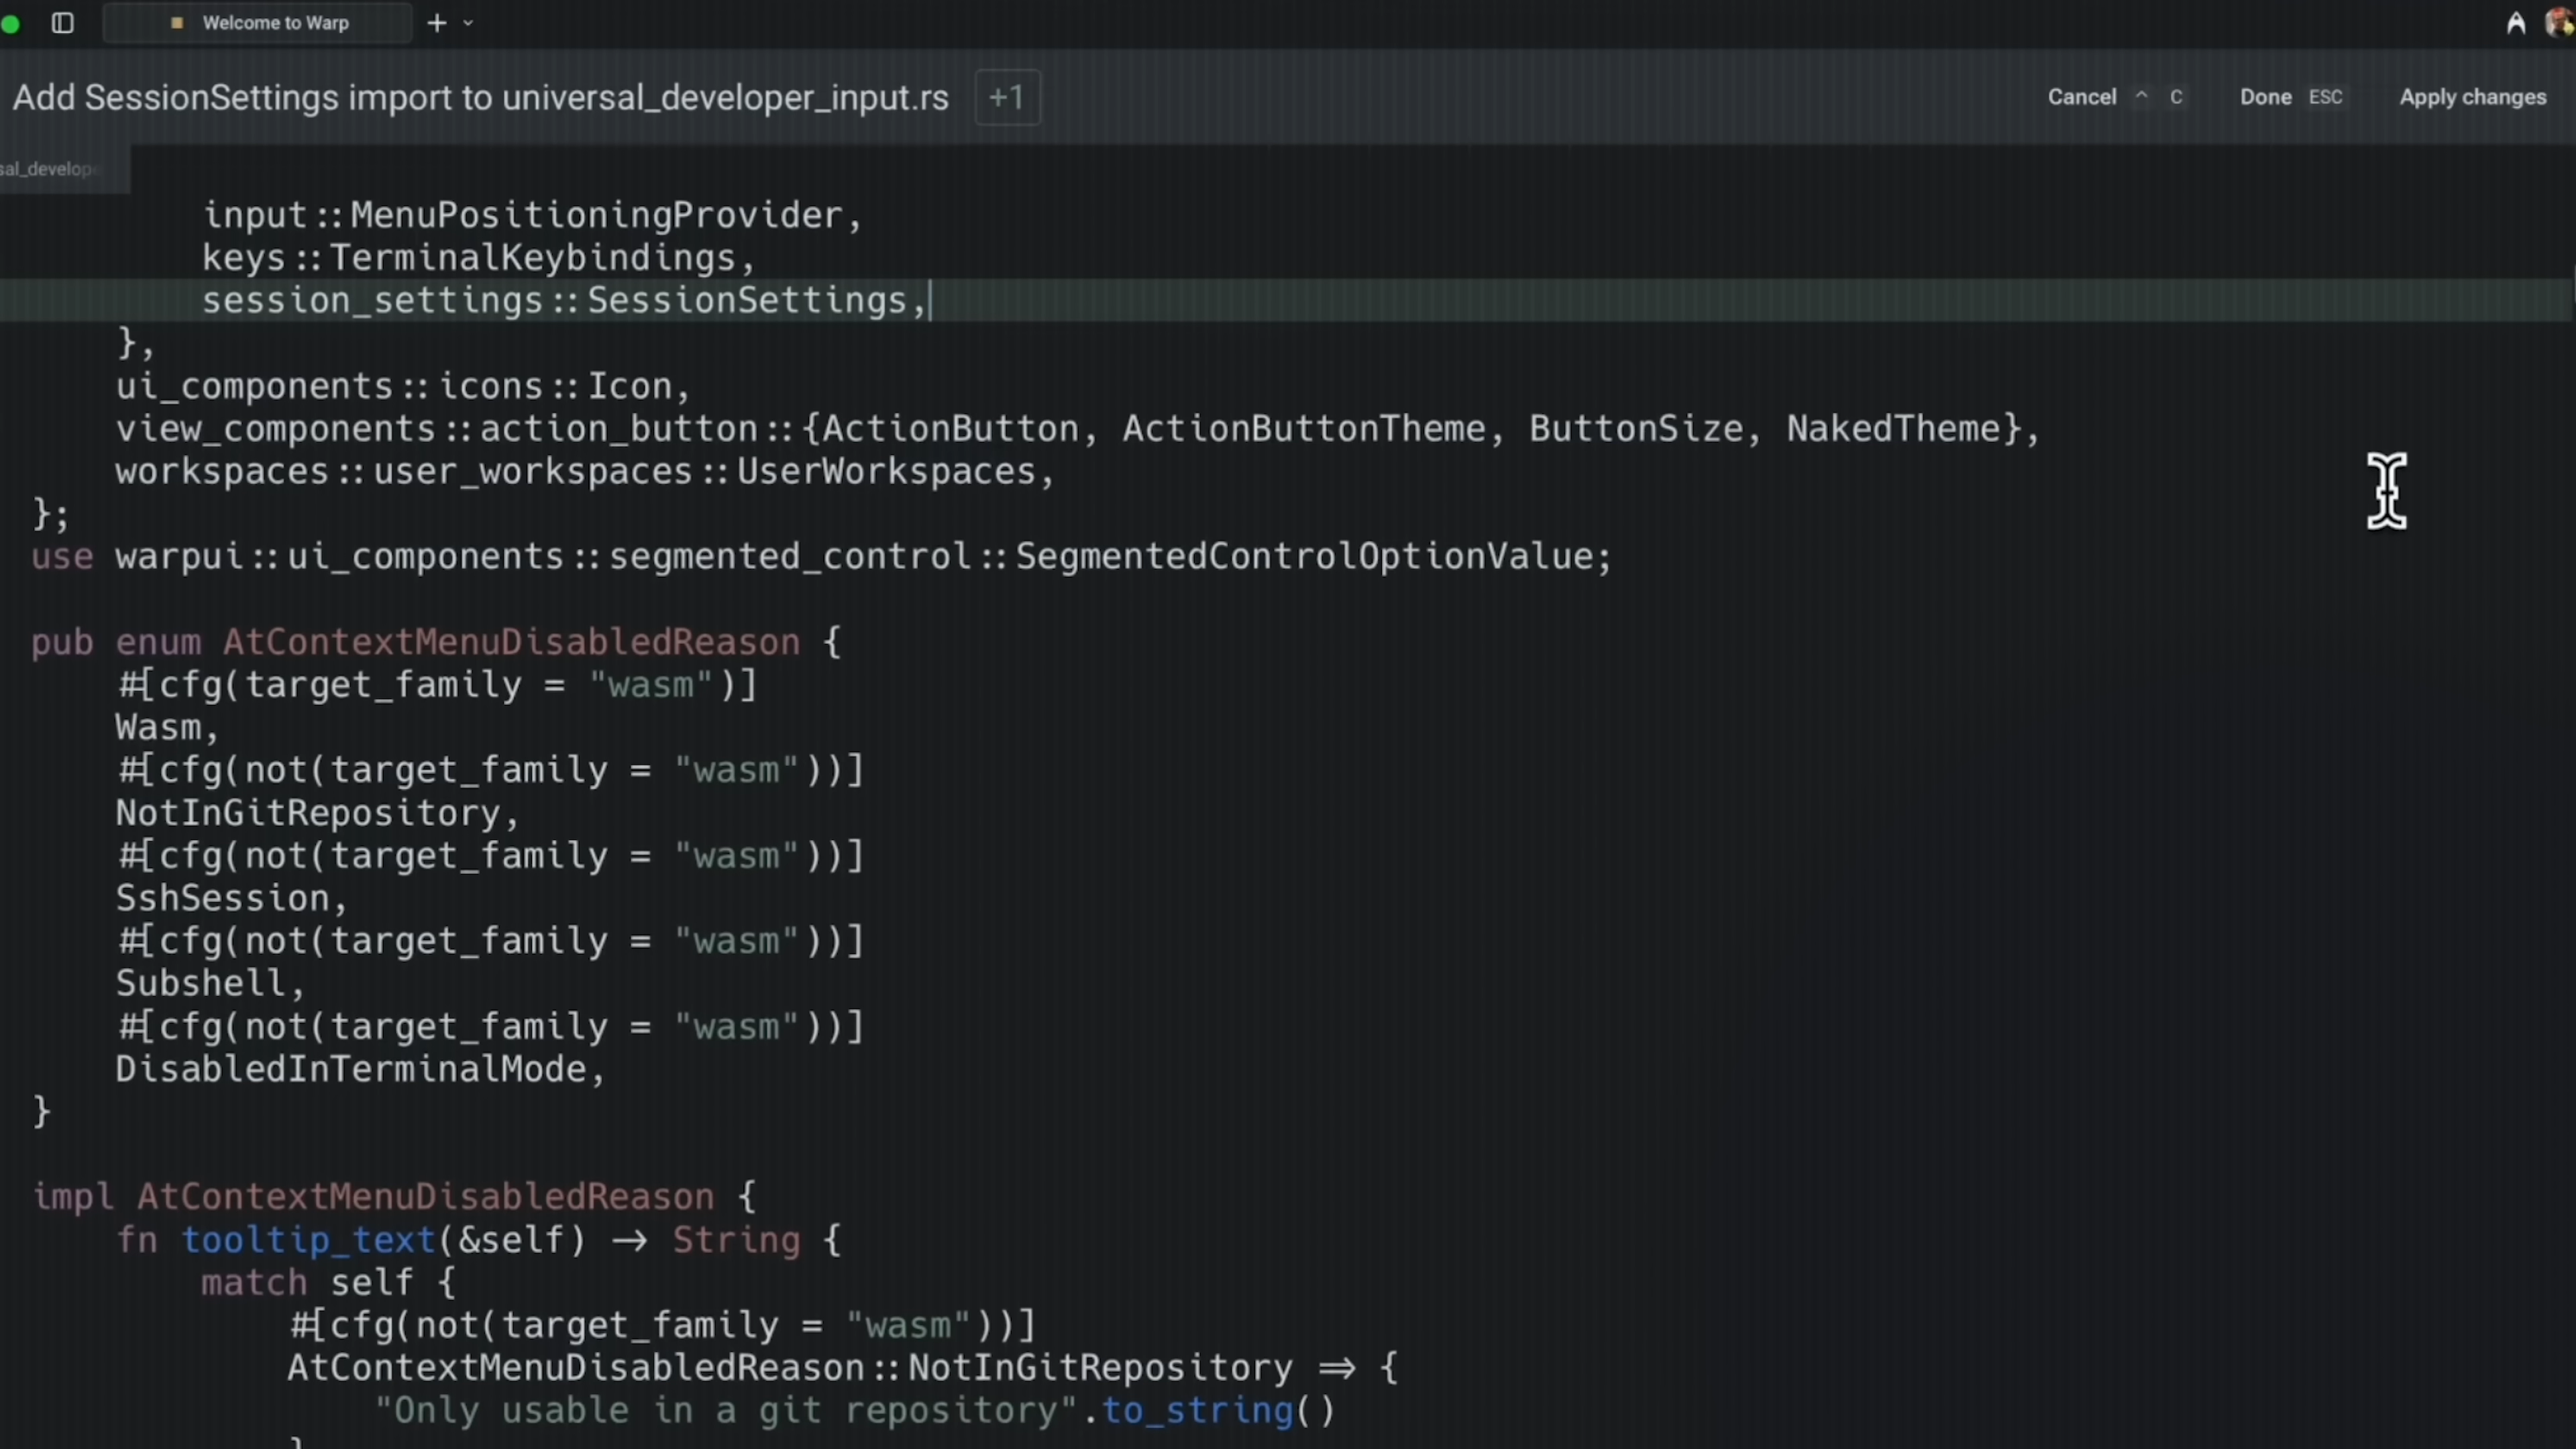 Welcome to Warp
Add SessionSettings import to universal_developer_input.rs +1
Cancel ^ C Done ESC Apply changes
input::MenuPositioningProvider,
keys::TerminalKeybindings,
session_settings::SessionSettings,
},
ui_components::icons::Icon,
view_components::action_button::{ActionButton, ActionButtonTheme, ButtonSize, NakedTheme},
workspaces::user_workspaces::UserWorkspaces,
};
use warpui::ui_components::segmented_control::SegmentedControlOptionValue;
pub enum AtContextMenuDisabledReason {
#[cfg(target_family = "wasm")]
Wasm,
#[cfg(not(target_family = "wasm"))]
NotInGitRepository,
#[cfg(not(target_family = "wasm"))]
SshSession,
#[cfg(not(target_family = "wasm"))]
Subshell,
#[cfg(not(target_family = "wasm"))]
DisabledInTerminalMode,
}
impl AtContextMenuDisabledReason {
fn tooltip_text(&self) → String {
match self {
#[cfg(not(target_family = "wasm"))]
AtContextMenuDisabledReason::NotInGitRepository ⇒ {
"Only usable in a git repository".to_string()
}